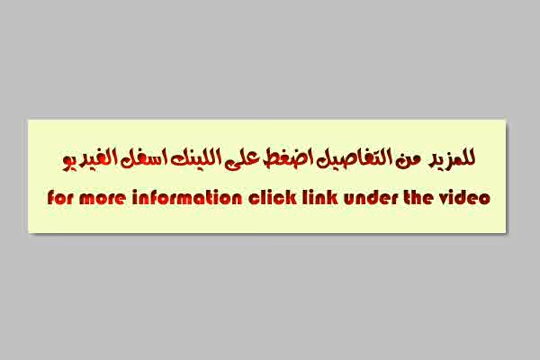 للمزيد من التفاصيل اضغط على اللينك اسفل الفيديو
for more information click link under the video